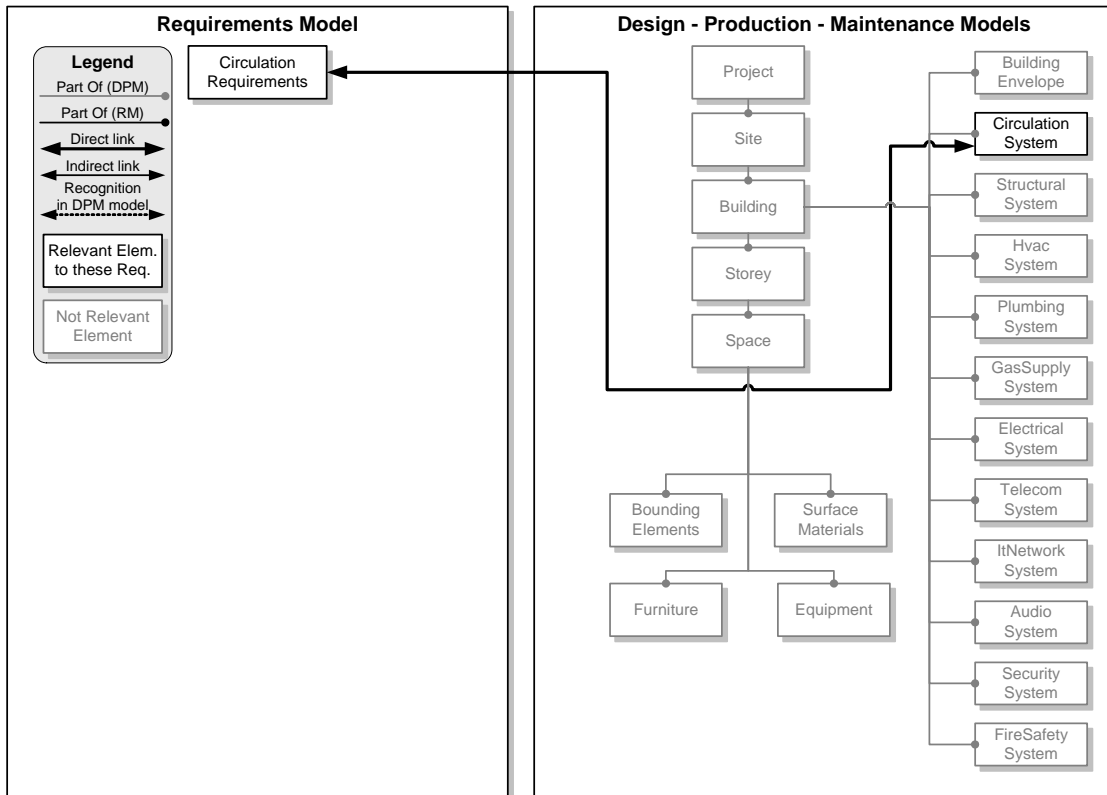 Requirements Model
Legend
Part Of (DPM)
Part Of (RM)
Direct link
Indirect link
Recognition
in DPM model
Relevant Elem.
to these Req.
Not Relevant
Element
Circulation
Requirements
Design - Production - Maintenance Models
Project
Site
Building
Storey
Space
Bounding
Elements
Surface
Materials
Furniture
Equipment
Building
Envelope
Circulation
System
Structural
System
Hvac
System
Plumbing
System
GasSupply
System
Electrical
System
Telecom
System
ItNetwork
System
Audio
System
Security
System
FireSafety
System